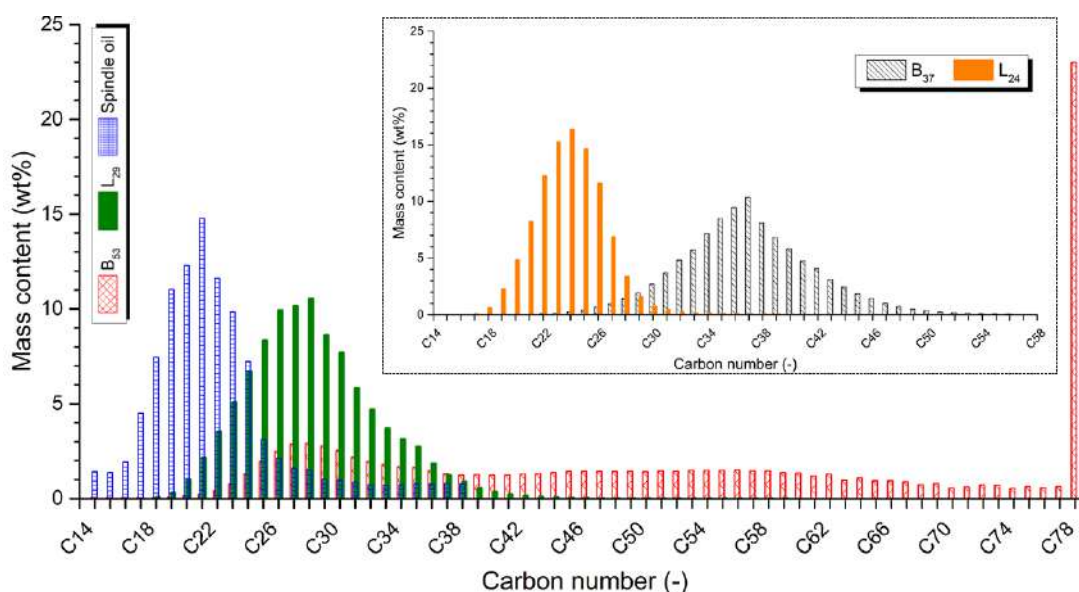 25
20
15
10
5
0
Mass content (wt%)
C14
C18
C22
C26
C30
C34
C38
C42
C46
C50
C54
C58
C62
C66
C70
C74
C78
Carbon number (-)
B53
L29
Spindle oil
25
20
15
10
5
0
Mass content (wt%)
B37
L24
C14
C18
C22
C26
C30
C34
C38
C42
C46
C50
C54
C58
Carbon number (-)